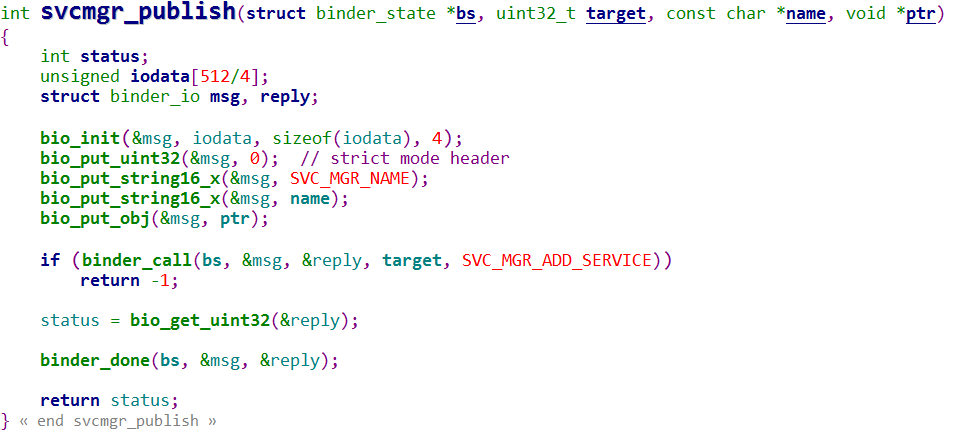 int svcmgr_publish(struct binder_state *bs, uint32_t target, const char *name, void *ptr)
{
    int status;
    unsigned iodata[512/4];
    struct binder_io msg, reply;

    bio_init(&msg, iodata, sizeof(iodata), 4);
    bio_put_uint32(&msg, 0);  // strict mode header
    bio_put_string16_x(&msg, SVC_MGR_NAME);
    bio_put_string16_x(&msg, name);
    bio_put_obj(&msg, ptr);

    if (binder_call(bs, &msg, &reply, target, SVC_MGR_ADD_SERVICE))
        return -1;

    status = bio_get_uint32(&reply);

    binder_done(bs, &msg, &reply);

    return status;
} « end svcmgr_publish »